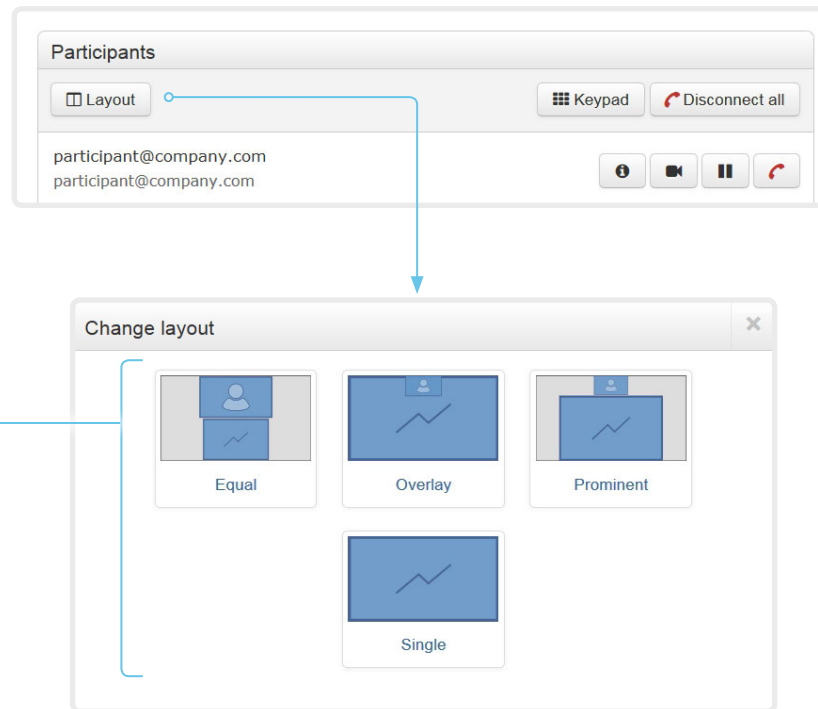 Participants
Layout
Keypad
Disconnect all
participant@company.com
participant@company.com
Change layout
Equal
Overlay
Prominent
Single